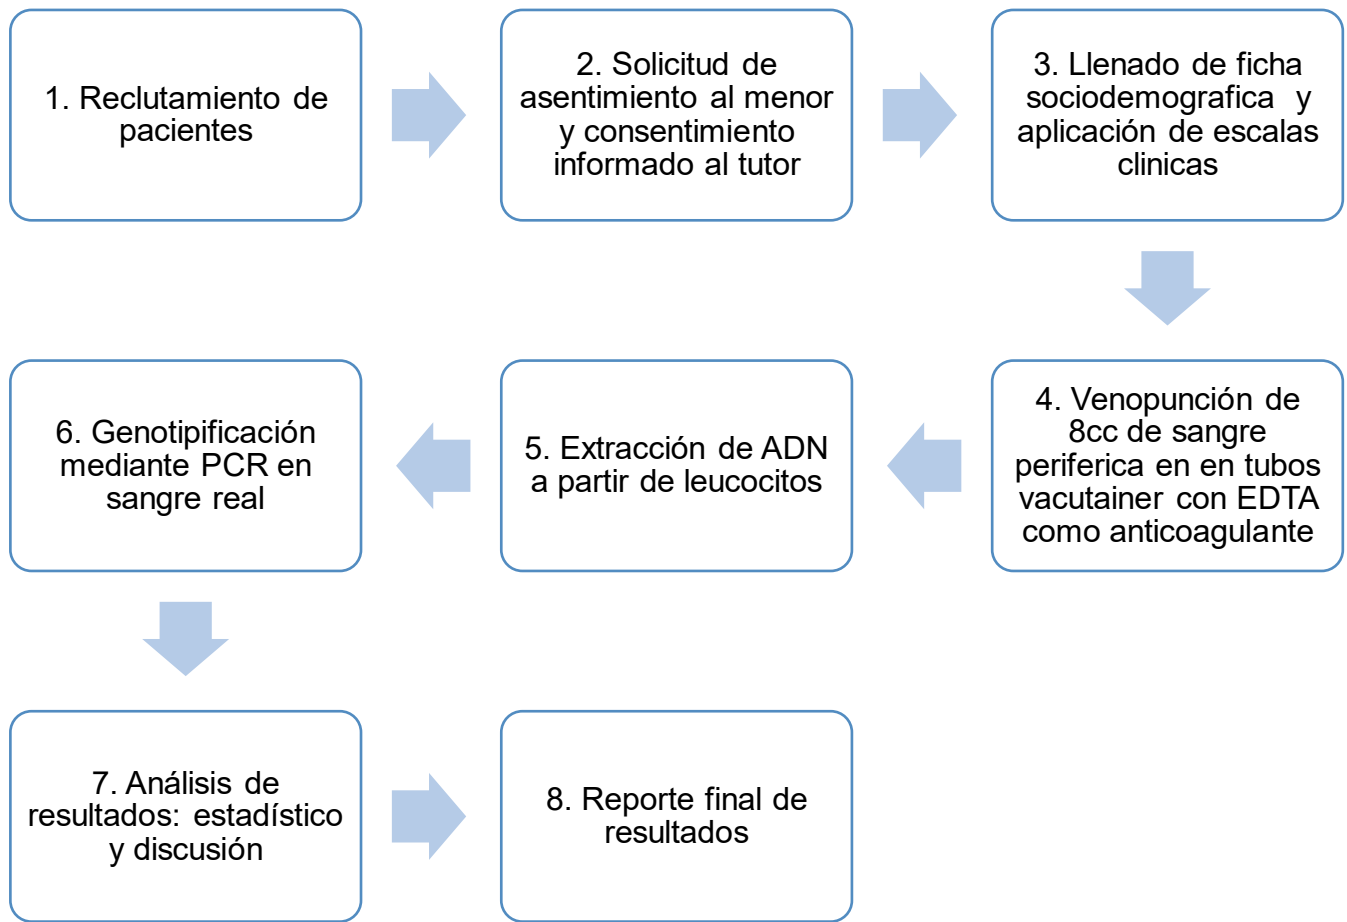 1. Reclutamiento de
pacientes
2. Solicitud de
asentimiento al menor
y consentimiento
informado al tutor
3. Llenado de ficha
sociodemografica y
aplicación de escalas
clinicas
4. Venopunción de
8cc de sangre
periferica en en tubos
vacutainer con EDTA
como anticoagulante
5. Extracción de ADN
a partir de leucocitos
6. Genotipificación
mediante PCR en
sangre real
7. Análisis de
resultados: estadístico
y discusión
8. Reporte final de
resultados